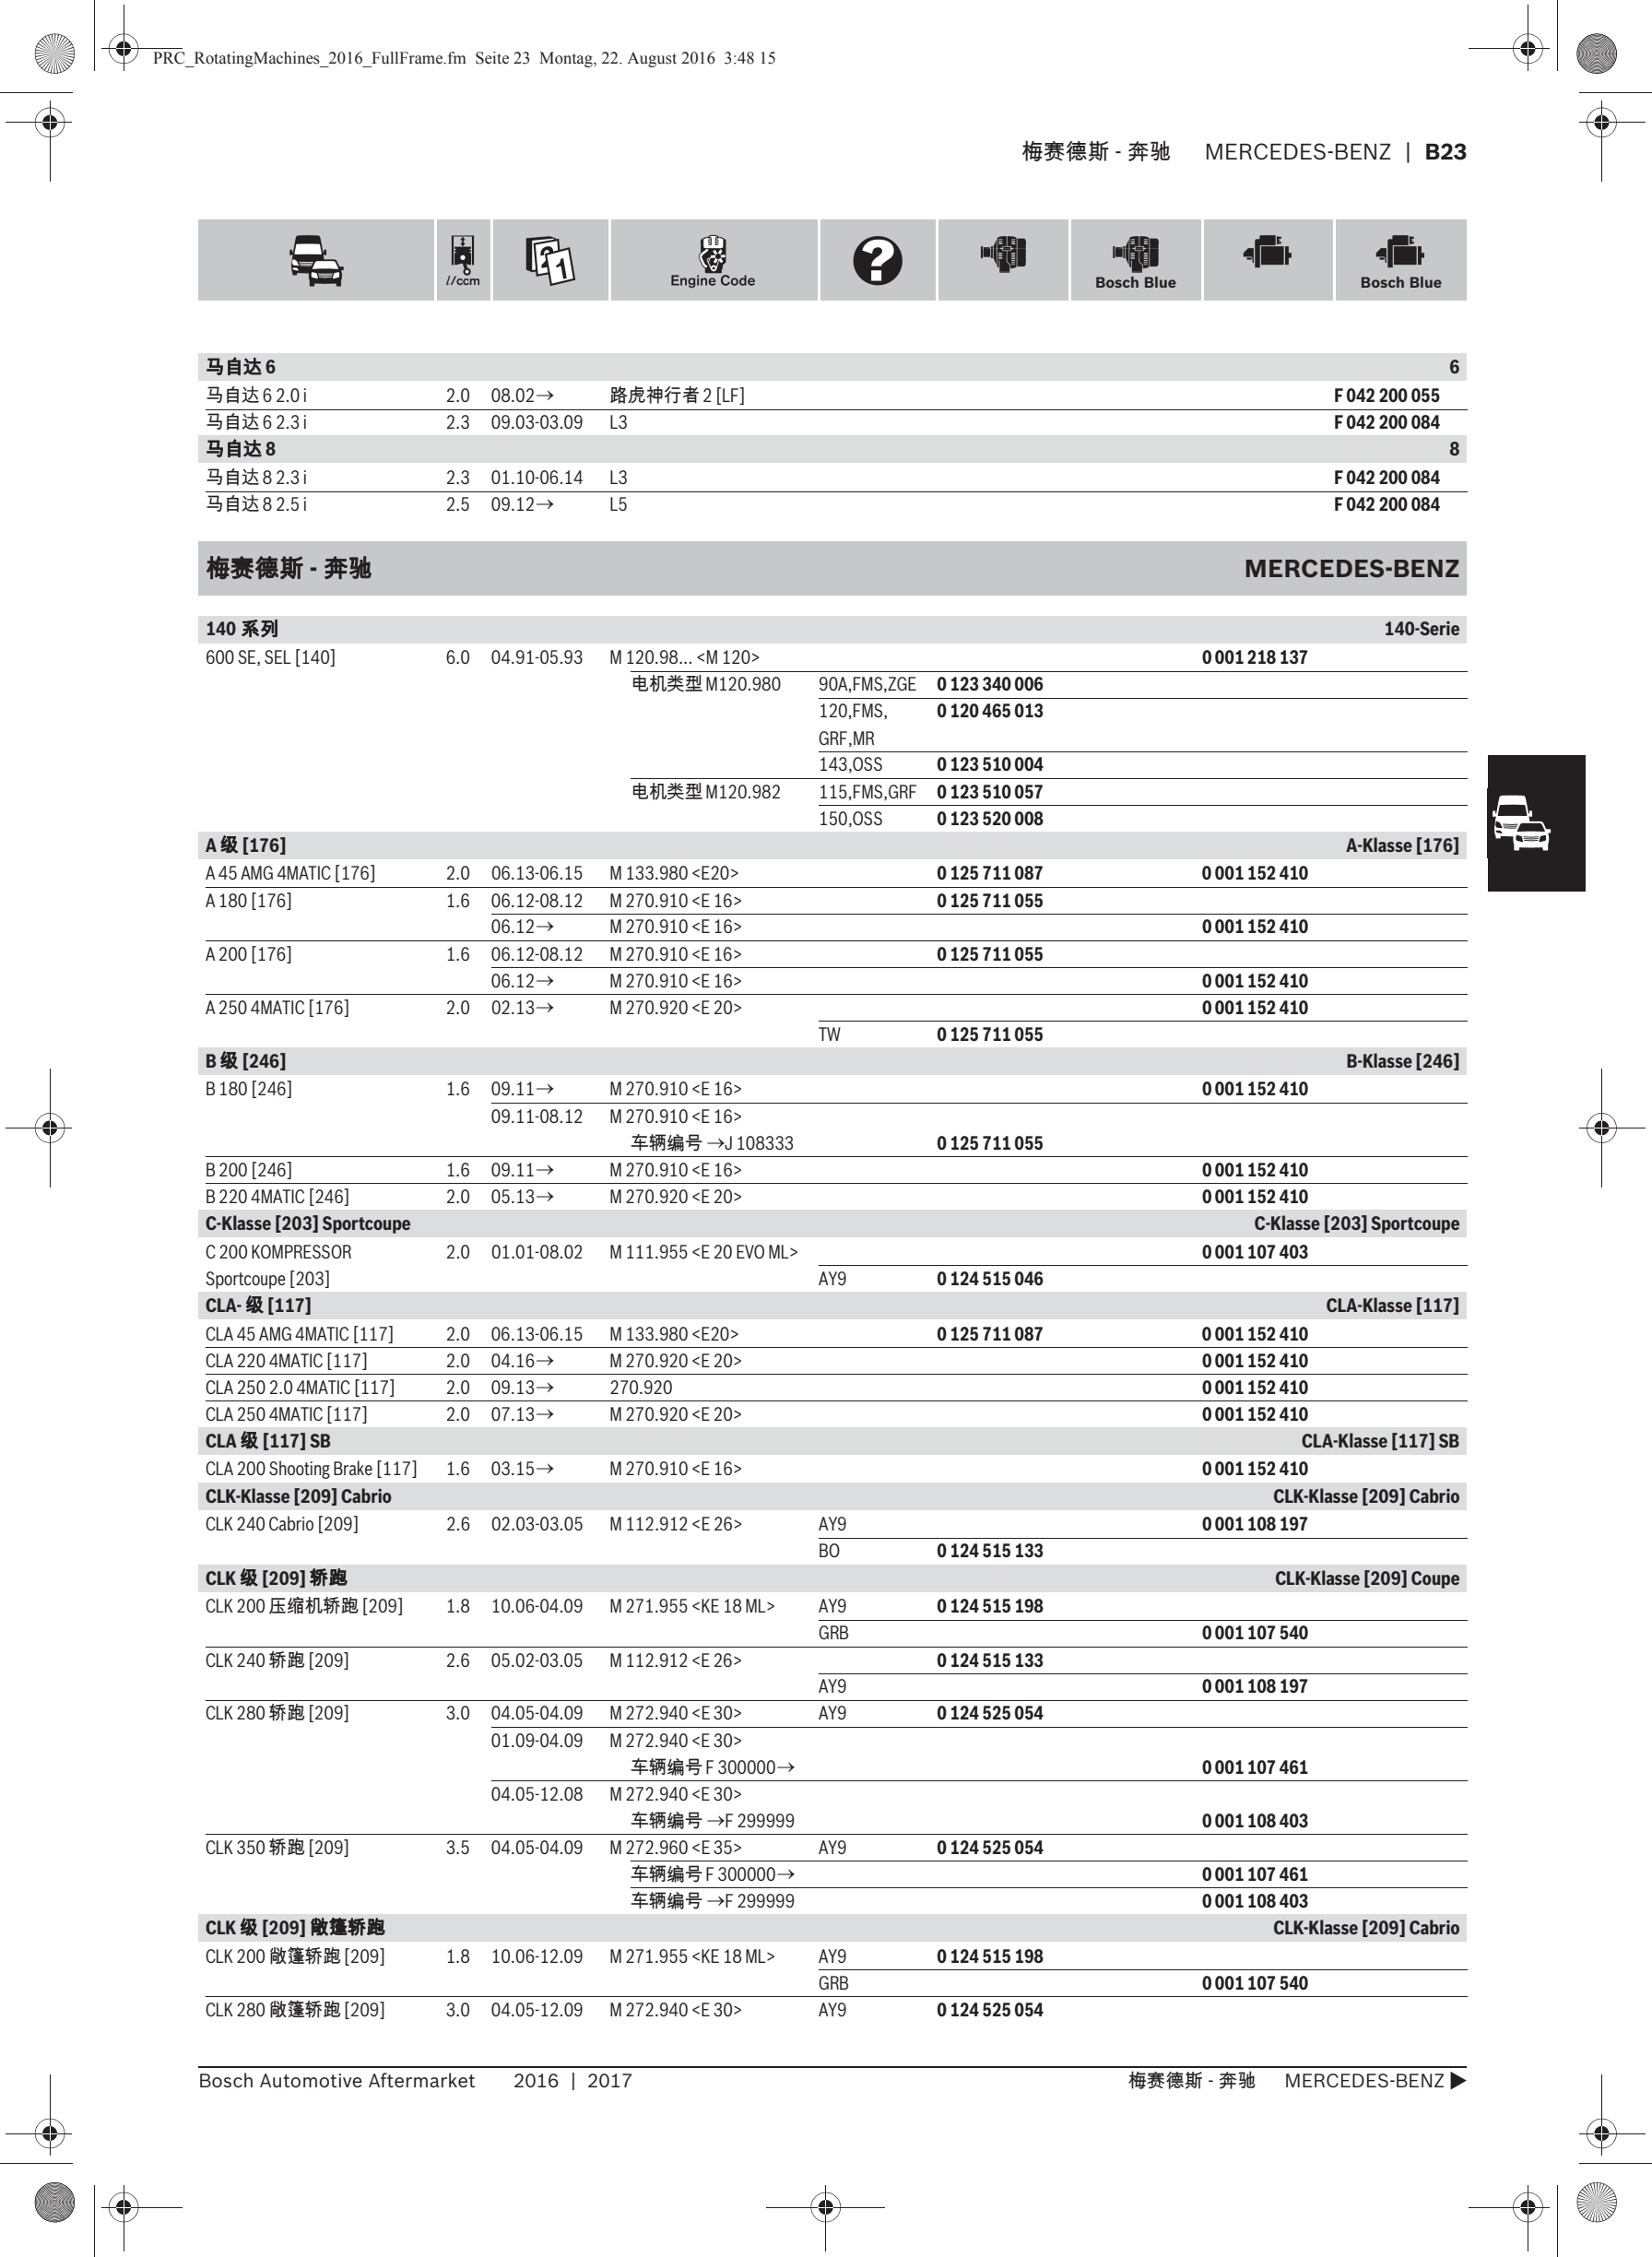 PRC_RotatingMachines_2016_FullFrame.fm Seite 23 Montag, 22. August 2016 3:48 15
梅赛德斯 - 奔驰 MERCEDES-BENZ | B23
l/ccm Engine Code Bosch Blue Bosch Blue
马自达 6 6
马自达 6 2.0 i 2.0 08.02→ 路虎神行者 2 [LF] F 042 200 055
马自达 6 2.3 i 2.3 09.03-03.09 L3 F 042 200 084
马自达 8 8
马自达 8 2.3 i 2.3 01.10-06.14 L3 F 042 200 084
马自达 8 2.5 i 2.5 09.12→ L5 F 042 200 084
梅赛德斯 - 奔驰 MERCEDES-BENZ
140 系列 140-Serie
600 SE, SEL [140] 6.0 04.91-05.93 M 120.98... <M 120> 0 001 218 137
电机类型 M120.980 90A,FMS,ZGE 0 123 340 006
120,FMS, 0 120 465 013
GRF,MR
143,OSS 0 123 510 004
电机类型 M120.982 115,FMS,GRF 0 123 510 057
150,OSS 0 123 520 008
A 级 [176] A-Klasse [176]
A 45 AMG 4MATIC [176] 2.0 06.13-06.15 M 133.980 <E20> 0 125 711 087 0 001 152 410
A 180 [176] 1.6 06.12-08.12 M 270.910 <E 16> 0 125 711 055
06.12→ M 270.910 <E 16> 0 001 152 410
A 200 [176] 1.6 06.12-08.12 M 270.910 <E 16> 0 125 711 055
06.12→ M 270.910 <E 16> 0 001 152 410
A 250 4MATIC [176] 2.0 02.13→ M 270.920 <E 20> 0 001 152 410
TW 0 125 711 055
B 级 [246] B-Klasse [246]
B 180 [246] 1.6 09.11→ M 270.910 <E 16> 0 001 152 410
09.11-08.12 M 270.910 <E 16>
车辆编号 →J 108333 0 125 711 055
B 200 [246] 1.6 09.11→ M 270.910 <E 16> 0 001 152 410
B 220 4MATIC [246] 2.0 05.13→ M 270.920 <E 20> 0 001 152 410
C-Klasse [203] Sportcoupe C-Klasse [203] Sportcoupe
C 200 KOMPRESSOR 2.0 01.01-08.02 M 111.955 <E 20 EVO ML> 0 001 107 403
Sportcoupe [203] AY9 0 124 515 046
CLA- 级 [117] CLA-Klasse [117]
CLA 45 AMG 4MATIC [117] 2.0 06.13-06.15 M 133.980 <E20> 0 125 711 087 0 001 152 410
CLA 220 4MATIC [117] 2.0 04.16→ M 270.920 <E 20> 0 001 152 410
CLA 250 2.0 4MATIC [117] 2.0 09.13→ 270.920 0 001 152 410
CLA 250 4MATIC [117] 2.0 07.13→ M 270.920 <E 20> 0 001 152 410
CLA 级 [117] SB CLA-Klasse [117] SB
CLA 200 Shooting Brake [117] 1.6 03.15→ M 270.910 <E 16> 0 001 152 410
CLK-Klasse [209] Cabrio CLK-Klasse [209] Cabrio
CLK 240 Cabrio [209] 2.6 02.03-03.05 M 112.912 <E 26> AY9 0 001 108 197
BO 0 124 515 133
CLK 级 [209] 轿跑 CLK-Klasse [209] Coupe
CLK 200 压缩机轿跑 [209] 1.8 10.06-04.09 M 271.955 <KE 18 ML> AY9 0 124 515 198
GRB 0 001 107 540
CLK 240 轿跑 [209] 2.6 05.02-03.05 M 112.912 <E 26> 0 124 515 133
AY9 0 001 108 197
CLK 280 轿跑 [209] 3.0 04.05-04.09 M 272.940 <E 30> AY9 0 124 525 054
01.09-04.09 M 272.940 <E 30>
车辆编号 F 300000→ 0 001 107 461
04.05-12.08 M 272.940 <E 30>
车辆编号 →F 299999 0 001 108 403
CLK 350 轿跑 [209] 3.5 04.05-04.09 M 272.960 <E 35> AY9 0 124 525 054
车辆编号 F 300000→ 0 001 107 461
车辆编号 →F 299999 0 001 108 403
CLK 级 [209] 敞篷轿跑 CLK-Klasse [209] Cabrio
CLK 200 敞篷轿跑 [209] 1.8 10.06-12.09 M 271.955 <KE 18 ML> AY9 0 124 515 198
GRB 0 001 107 540
CLK 280 敞篷轿跑 [209] 3.0 04.05-12.09 M 272.940 <E 30> AY9 0 124 525 054
Bosch Automotive Aftermarket 2016 | 2017 梅赛德斯 - 奔驰 MERCEDES-BENZ ▶